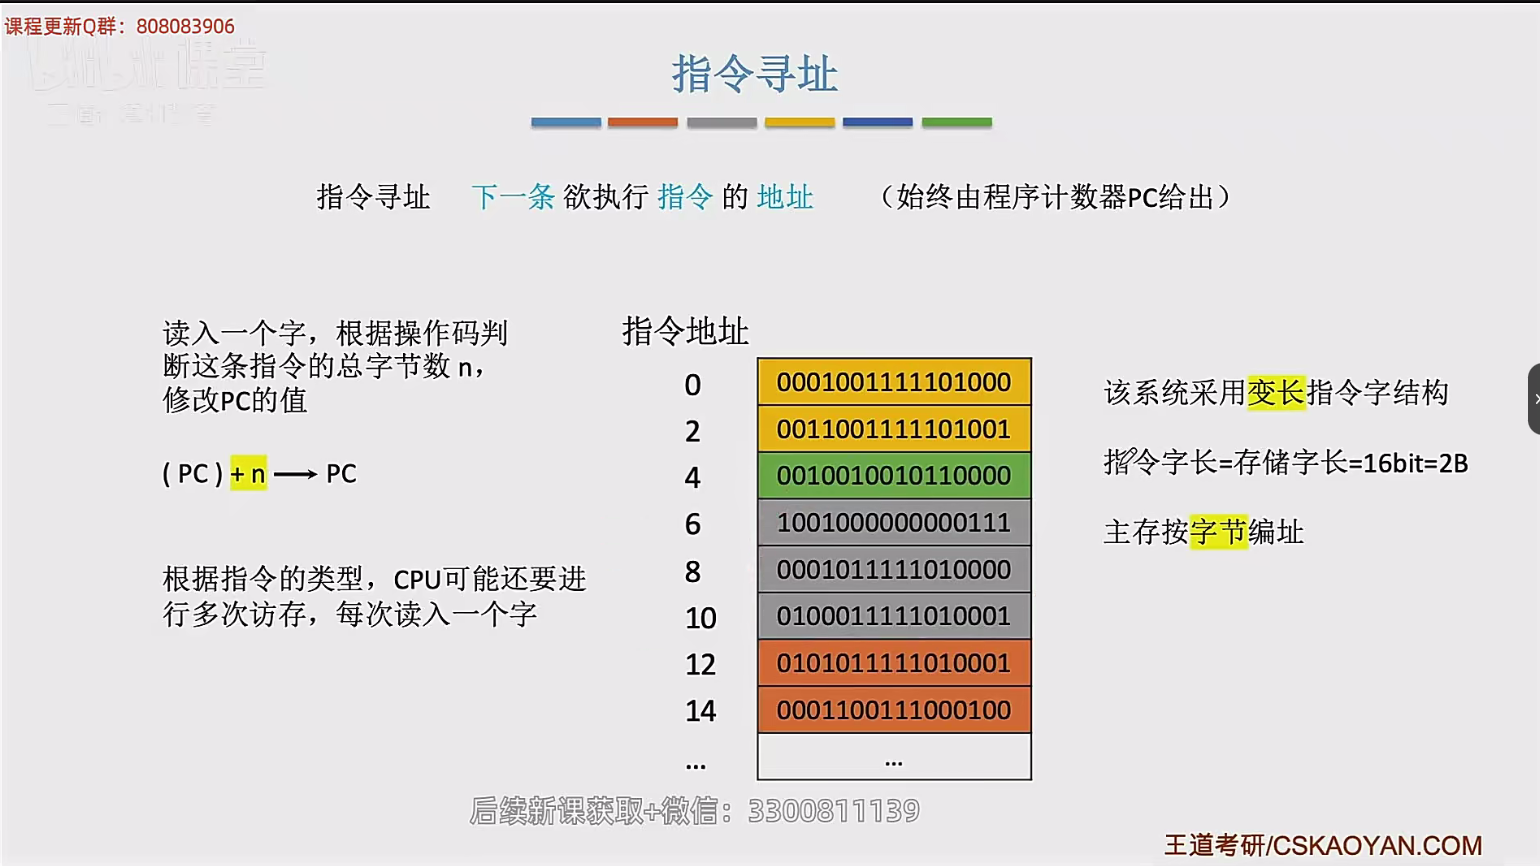 课程更新Q群：808083906
指令寻址
指令寻址 下一条 欲执行 指令 的 地址 （始终由程序计数器PC给出）
读入一个字，根据操作码判
断这条指令的总字节数 n，
修改PC的值
( PC ) + n → PC
根据指令的类型，CPU可能还要进
行多次访存，每次读入一个字
指令地址
0 0001001111101000
2 0011001111101001
4 0010010010110000
6 1001000000000111
8 0001011111010000
10 0100011111010001
12 0101011111010001
14 0001100111000100
... ...
该系统采用变长指令字结构
指令字长=存储字长=16bit=2B
主存按字节编址
后续新课获取+微信：3300811139
王道考研/CSKAOYAN.COM